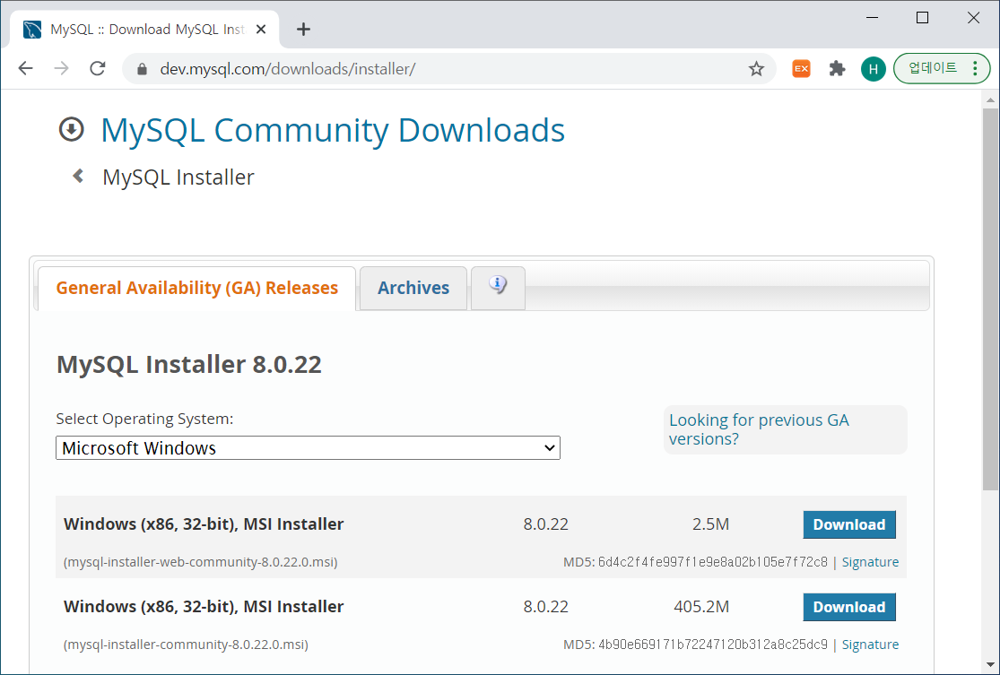 MySQL :: Download MySQL Inst
dev.mysql.com/downloads/installer/
EX
H
업데이트
MySQL Community Downloads
MySQL Installer
General Availability (GA) Releases
Archives
MySQL Installer 8.0.22
Select Operating System:
Looking for previous GA
versions?
Microsoft Windows
Windows (x86, 32-bit), MSI Installer 8.0.22 2.5M Download
(mysql-installer-web-community-8.0.22.0.msi) MD5: 6d4c2f4fe997f1e9e8a02b105e7f72c8 | Signature
Windows (x86, 32-bit), MSI Installer 8.0.22 405.2M Download
(mysql-installer-community-8.0.22.0.msi) MD5: 4b90e669171b72247120b312a8c25dc9 | Signature